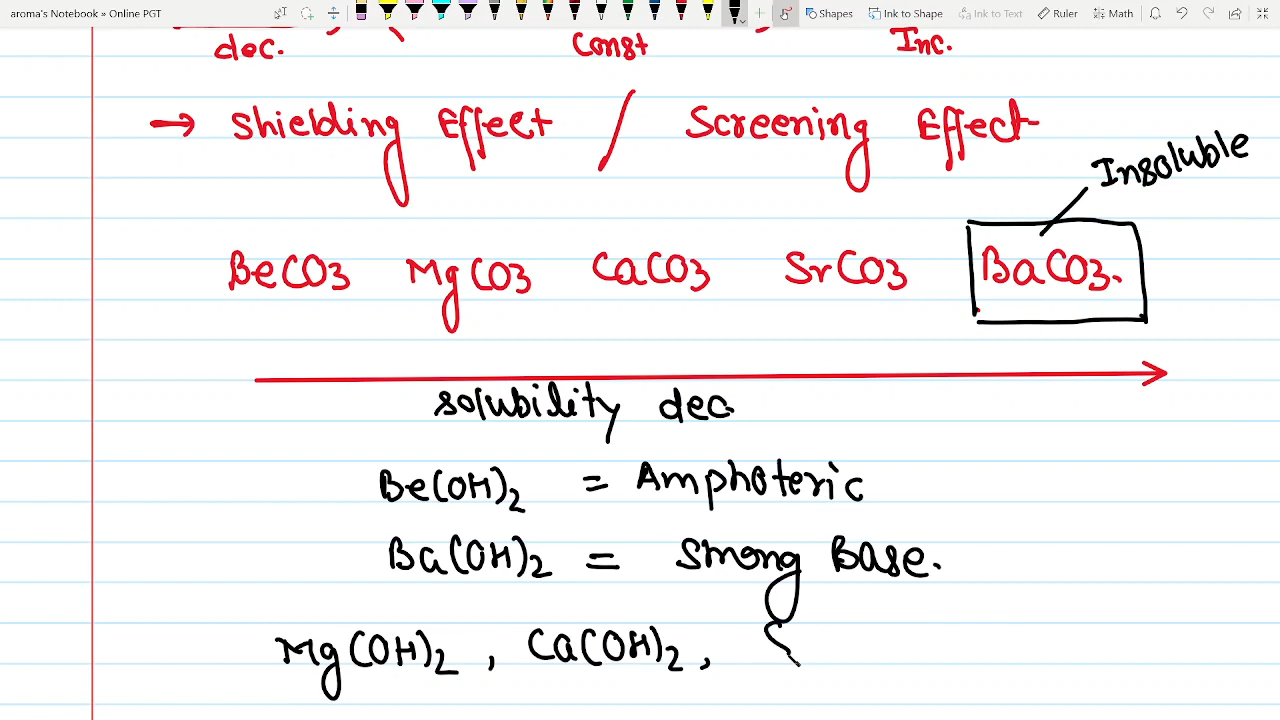 aroma's Notebook » Online PGT Shapes Ink to Shape Ink to Text Ruler Math
dec. Const Inc.
→ Shielding Effect / Screening Effect
Insoluble
BeCO3 MgCO3 CaCO3 SrCO3 BaCO3.
solubility dec
Be(OH)2 = Amphoteric
Ba(OH)2 = Strong Base.
Mg(OH)2, Ca(OH)2,